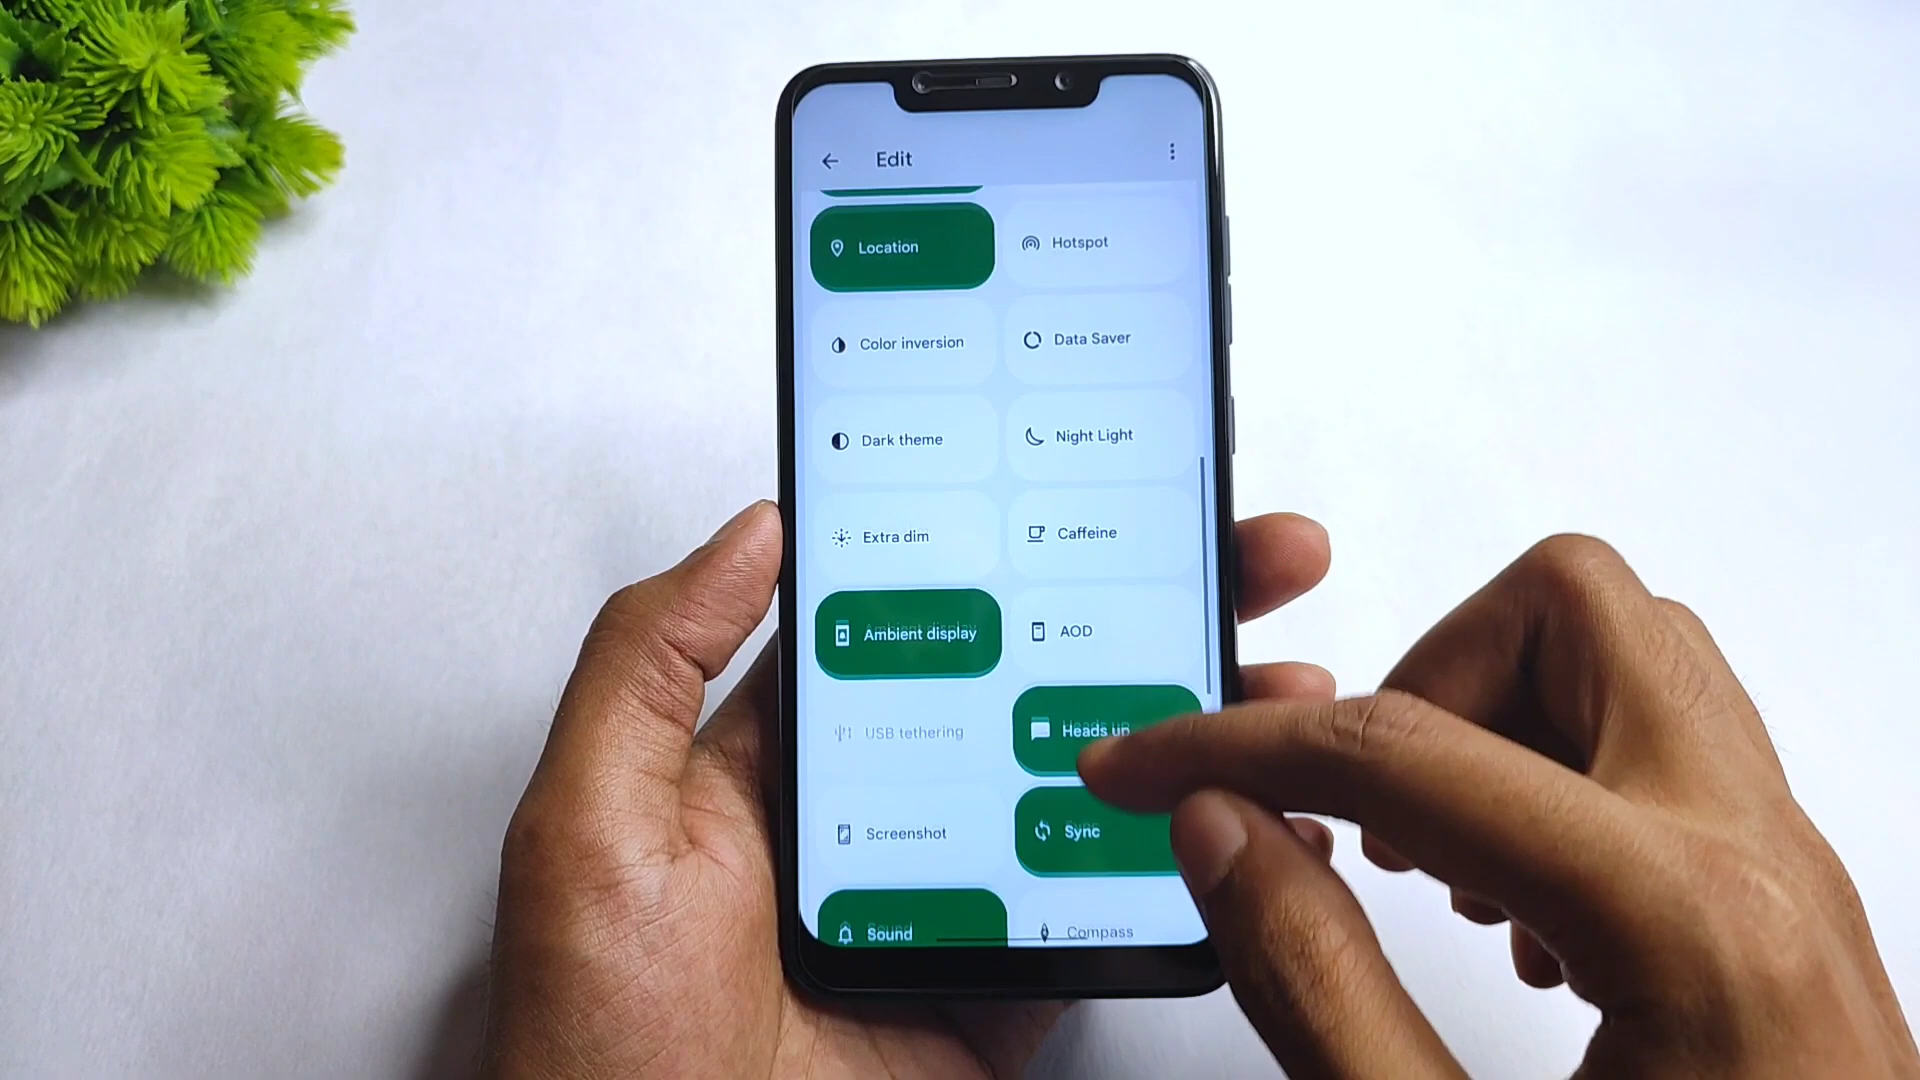 Edit
Location
Hotspot
Color inversion
Data Saver
Dark theme
Night Light
Extra dim
Caffeine
Ambient display
AOD
USB tethering
Heads up
Screenshot
Sync
Sound
Compass